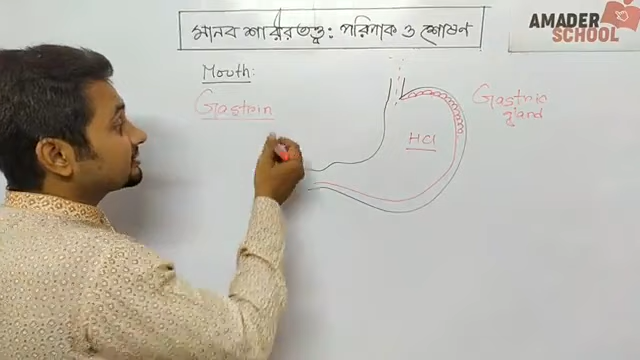 মানব শারীরতত্ত্ব: পরিপাক ও শোষণ
AMADER
SCHOOL
Mouth:
Gastrin
Gastric
gland
HCl